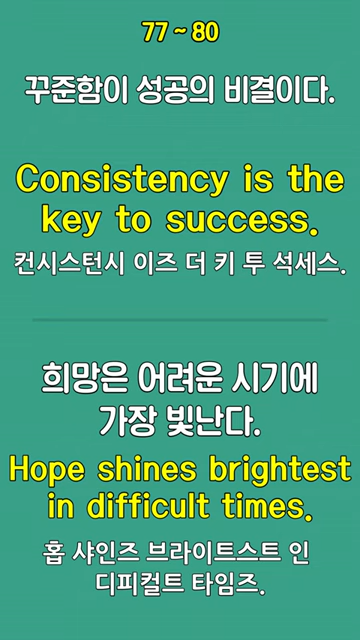 77 ~ 80
꾸준함이 성공의 비결이다.
Consistency is the
key to success.
컨시스턴시 이즈 더 키 투 석세스.
희망은 어려운 시기에
가장 빛난다.
Hope shines brightest
in difficult times.
홉 샤인즈 브라이트스트 인
디피컬트 타임즈.